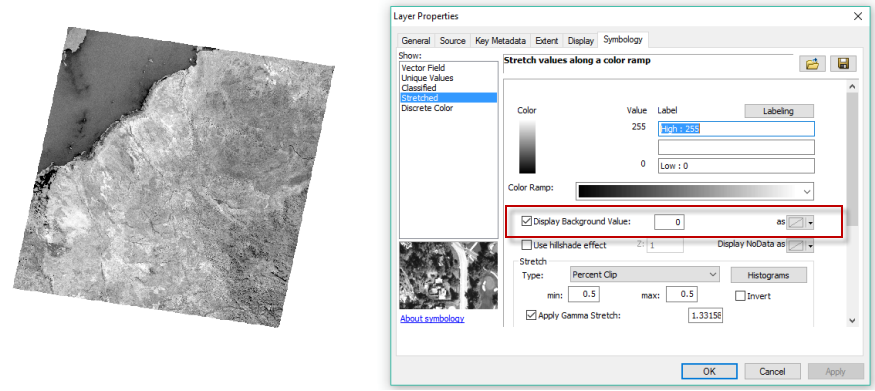 Layer Properties
General Source Key Metadata Extent Display Symbology
Show:
Vector Field
Unique Values
Classified
Stretched
Discrete Color
About symbology
Stretch values along a color ramp
Color Value Label Labeling
255 High : 255
0 Low : 0
Color Ramp:
Display Background Value: 0 as
Use hillshade effect Z: 1 Display NoData as
Stretch
Type: Percent Clip Histograms
min: 0.5 max: 0.5 Invert
Apply Gamma Stretch: 1.33158
OK Cancel Apply